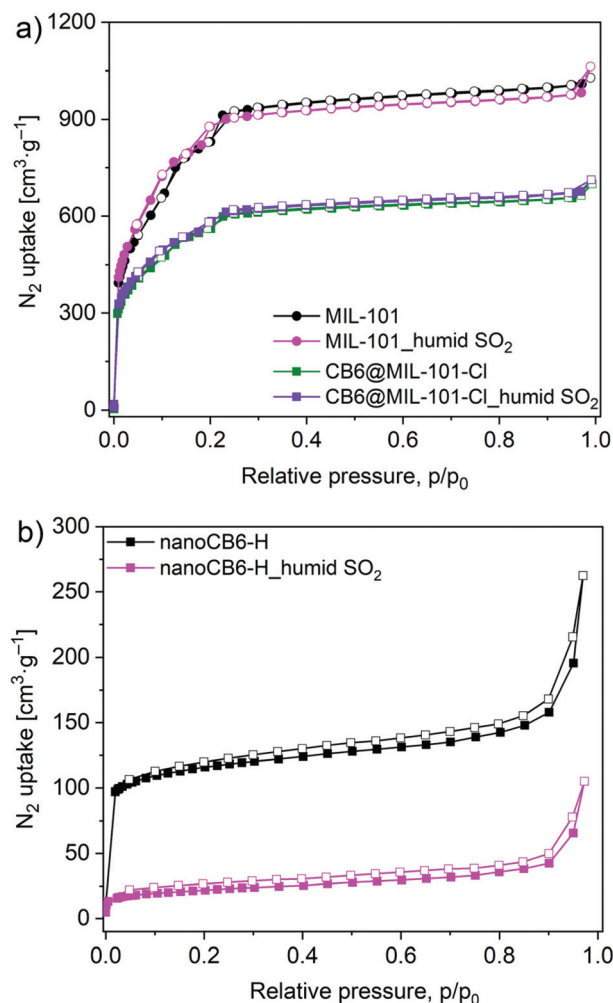 a)
1200
900
600
300
0
N₂ uptake [cm³·g⁻¹]
MIL-101
MIL-101_humid SO₂
CB6@MIL-101-Cl
CB6@MIL-101-Cl_humid SO₂
0.0 0.2 0.4 0.6 0.8 1.0
Relative pressure, p/p₀
b)
300
250
200
150
100
50
0
N₂ uptake [cm³·g⁻¹]
nanoCB6-H
nanoCB6-H_humid SO₂
0.0 0.2 0.4 0.6 0.8 1.0
Relative pressure, p/p₀